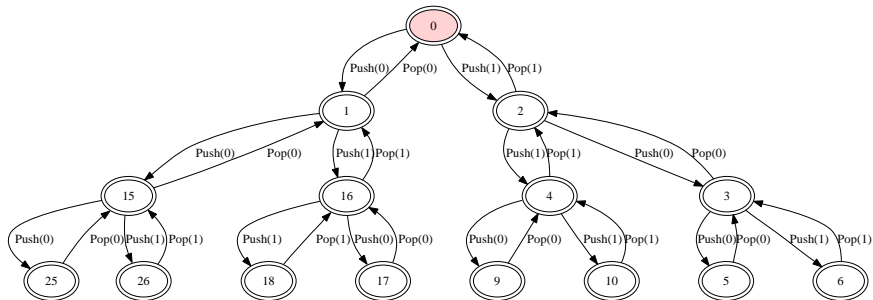 0
Push(0) Pop(0) Push(1) Pop(1)
1 2
Push(0) Pop(0) Push(1) Pop(1) Push(1) Pop(1) Push(0) Pop(0)
15 16 4 3
Push(0) Pop(0) Push(1) Pop(1) Push(1) Pop(1) Push(0) Pop(0) Push(0) Pop(0) Push(1) Pop(1) Push(0) Pop(0) Push(1) Pop(1)
25 26 18 17 9 10 5 6